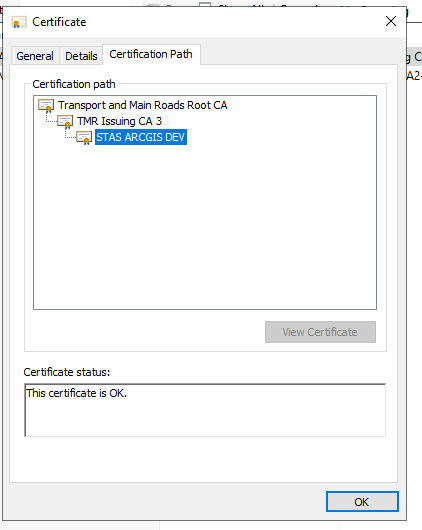 Certificate
General
Details
Certification Path
Certification path
Transport and Main Roads Root CA
TMR Issuing CA 3
STAS ARCGIS DEV
View Certificate
Certificate status:
This certificate is OK.
OK